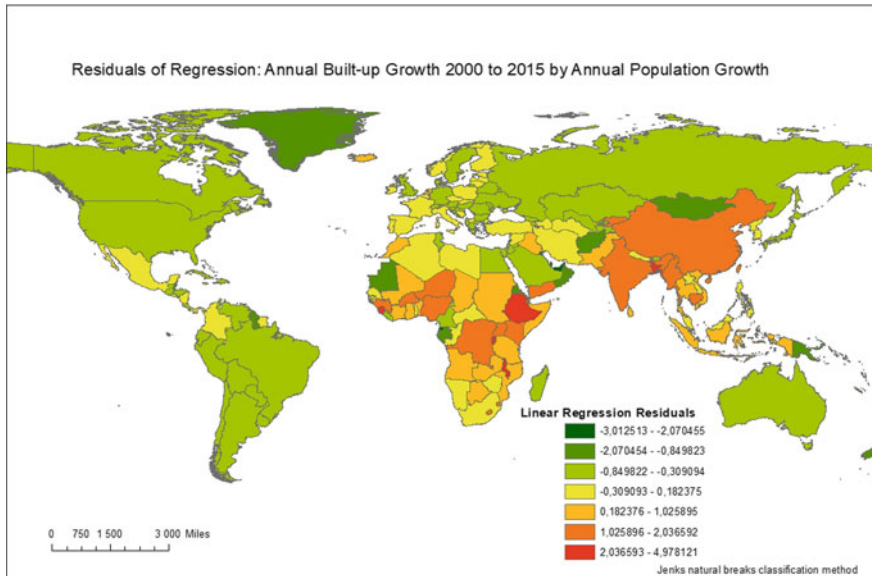 Residuals of Regression: Annual Built-up Growth 2000 to 2015 by Annual Population Growth
Linear Regression Residuals
-3,012513 - -2,070455
-2,070454 - -0,849823
-0,849822 - -0,309094
-0,309093 - 0,182375
0,182376 - 1,025895
1,025896 - 2,036592
2,036593 - 4,978121
0 750 1 500 3 000 Miles
Jenks natural breaks classification method